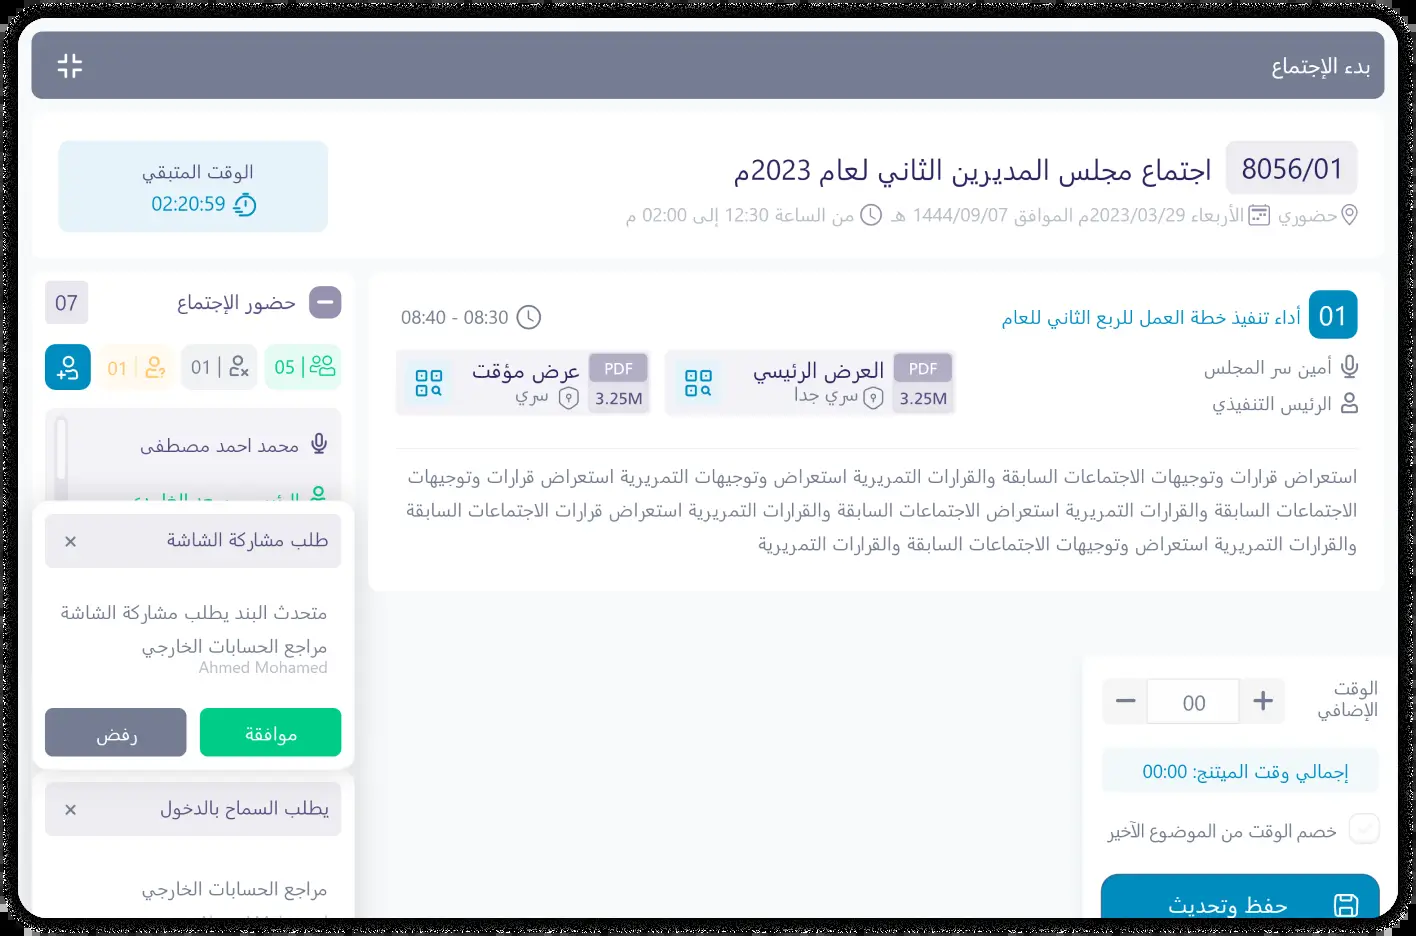 بدء الإجتماع
8056/01 اجتماع مجلس المديرين الثاني لعام 2023م
حضوري الأربعاء 2023/03/29م الموافق 1444/09/07 هـ من الساعة 12:30 إلى 02:00 م
الوقت المتبقي
02:20:59
01 أداء تنفيذ خطة العمل للربع الثاني للعام
08:30 - 08:40
أمين سر المجلس
الرئيس التنفيذي
PDF العرض الرئيسي
3.25M سري جدا
PDF عرض مؤقت
3.25M سري
استعراض قرارات وتوجيهات الاجتماعات السابقة والقرارات التمريرية استعراض وتوجيهات التمريرية استعراض قرارات وتوجيهات
الاجتماعات السابقة والقرارات التمريرية استعراض الاجتماعات السابقة والقرارات التمريرية استعراض قرارات الاجتماعات السابقة
والقرارات التمريرية استعراض وتوجيهات الاجتماعات السابقة والقرارات التمريرية
الوقت
الإضافي
00
إجمالي وقت الميتنج: 00:00
خصم الوقت من الموضوع الآخير
حفظ وتحديث
حضور الإجتماع
07
05 | 01 | 01
محمد احمد مصطفى
طلب مشاركة الشاشة
متحدث البند يطلب مشاركة الشاشة
مراجع الحسابات الخارجي
Ahmed Mohamed
موافقة
رفض
يطلب السماح بالدخول
مراجع الحسابات الخارجي